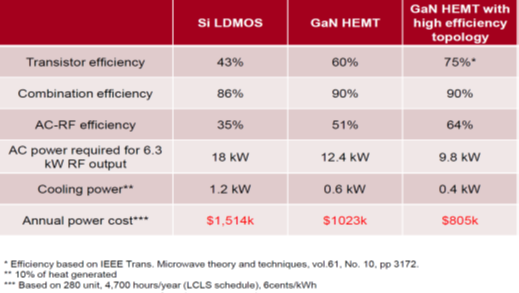 Si LDMOS GaN HEMT GaN HEMT with high efficiency topology
Transistor efficiency 43% 60% 75%*
Combination efficiency 86% 90% 90%
AC-RF efficiency 35% 51% 64%
AC power required for 6.3 kW RF output 18 kW 12.4 kW 9.8 kW
Cooling power** 1.2 kW 0.6 kW 0.4 kW
Annual power cost*** $1,514k $1023k $805k
* Efficiency based on IEEE Trans. Microwave theory and techniques, vol.61, No. 10, pp 3172.
** 10% of heat generated
*** Based on 280 unit, 4,700 hours/year (LCLS schedule), 6cents/kWh